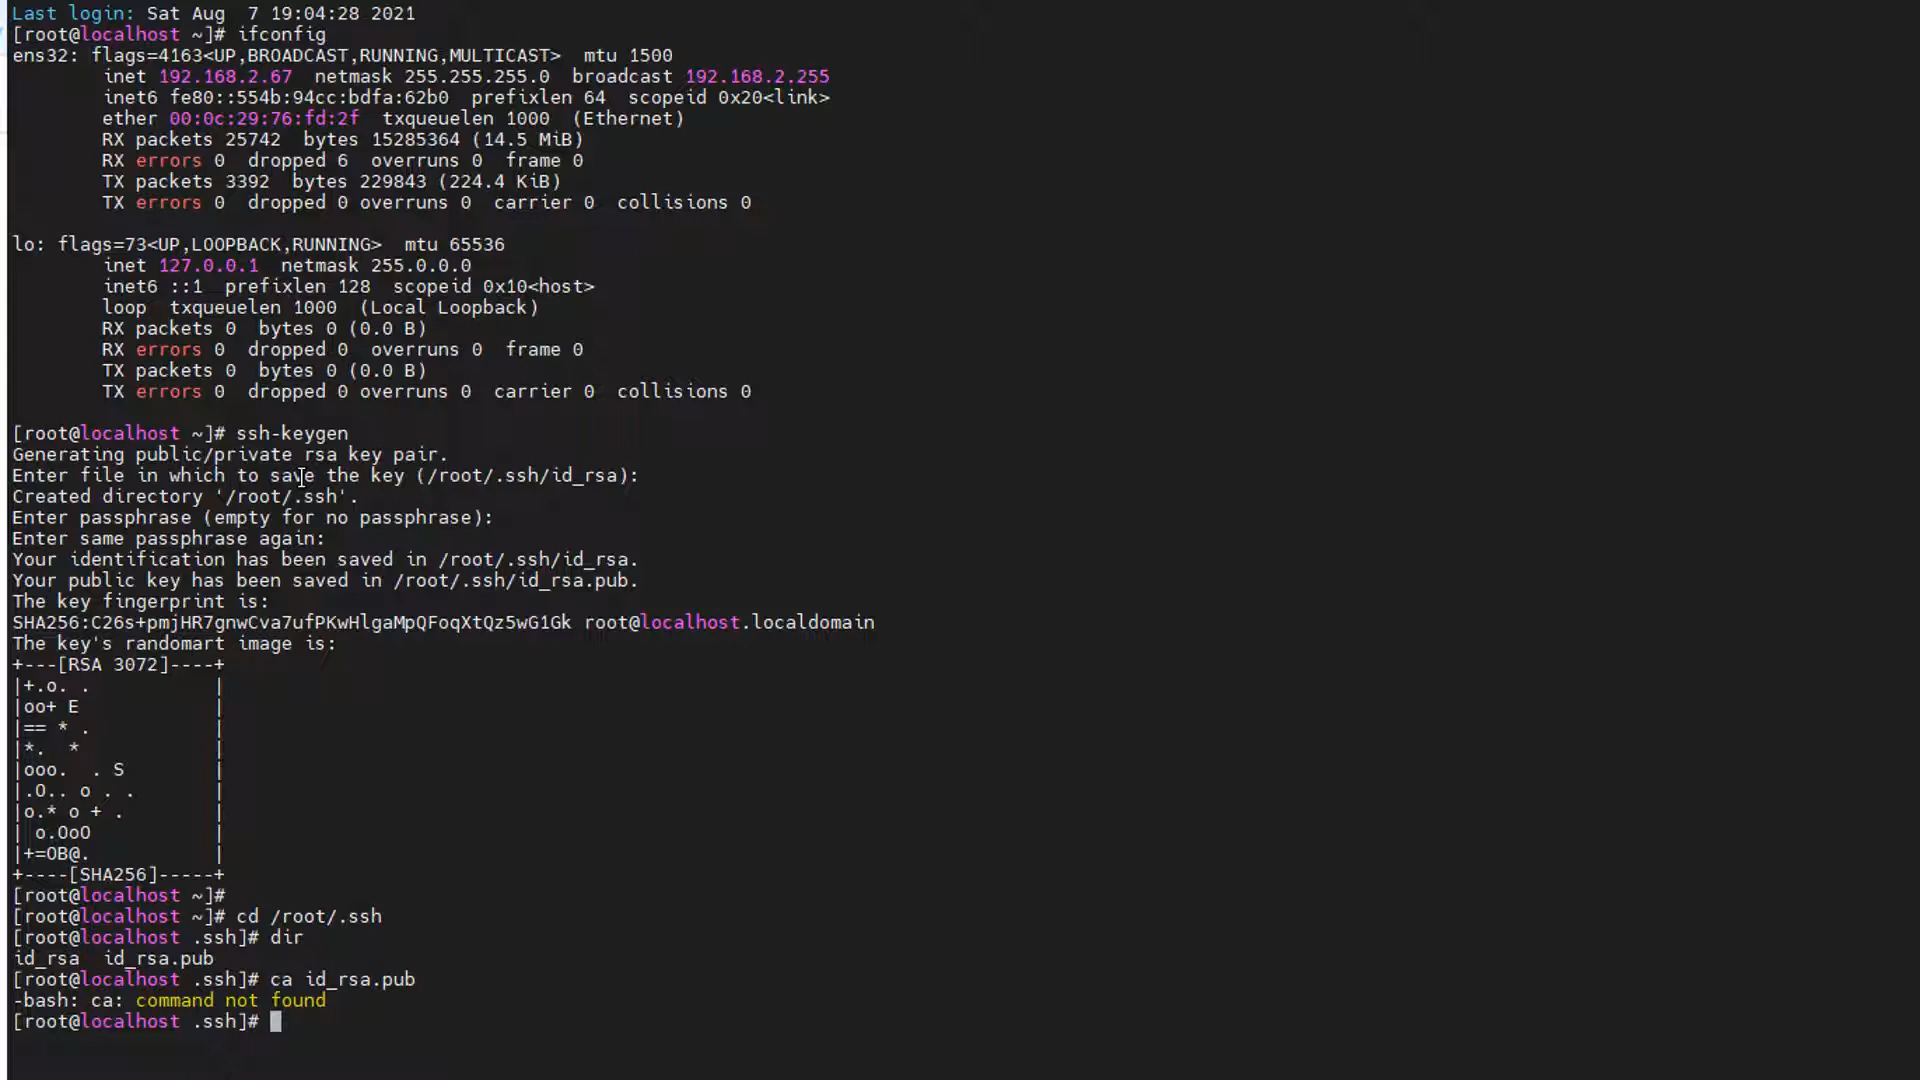 Last login: Sat Aug  7 19:04:28 2021
[root@localhost ~]# ifconfig
ens32: flags=4163<UP,BROADCAST,RUNNING,MULTICAST>  mtu 1500
        inet 192.168.2.67  netmask 255.255.255.0  broadcast 192.168.2.255
        inet6 fe80::554b:94cc:bdfa:62b0  prefixlen 64  scopeid 0x20<link>
        ether 00:0c:29:76:fd:2f  txqueuelen 1000  (Ethernet)
        RX packets 25742  bytes 15285364 (14.5 MiB)
        RX errors 0  dropped 6  overruns 0  frame 0
        TX packets 3392  bytes 229843 (224.4 KiB)
        TX errors 0  dropped 0 overruns 0  carrier 0  collisions 0

lo: flags=73<UP,LOOPBACK,RUNNING>  mtu 65536
        inet 127.0.0.1  netmask 255.0.0.0
        inet6 ::1  prefixlen 128  scopeid 0x10<host>
        loop  txqueuelen 1000  (Local Loopback)
        RX packets 0  bytes 0 (0.0 B)
        RX errors 0  dropped 0  overruns 0  frame 0
        TX packets 0  bytes 0 (0.0 B)
        TX errors 0  dropped 0 overruns 0  carrier 0  collisions 0

[root@localhost ~]# ssh-keygen
Generating public/private rsa key pair.
Enter file in which to save the key (/root/.ssh/id_rsa):
Created directory '/root/.ssh'.
Enter passphrase (empty for no passphrase):
Enter same passphrase again:
Your identification has been saved in /root/.ssh/id_rsa.
Your public key has been saved in /root/.ssh/id_rsa.pub.
The key fingerprint is:
SHA256:C26s+pmjHR7gnwCva7ufPKwHlgaMpQFoqXtQz5wG1Gk root@localhost.localdomain
The key's randomart image is:
+---[RSA 3072]----+
|+.o. .           |
|oo+ E            |
|== * .           |
|*.  *            |
|ooo.  . S        |
|.O.. o . .       |
|o.* o + .        |
| o.OoO           |
|+=OB@.           |
+----[SHA256]-----+
[root@localhost ~]#
[root@localhost ~]# cd /root/.ssh
[root@localhost .ssh]# dir
id_rsa  id_rsa.pub
[root@localhost .ssh]# ca id_rsa.pub
-bash: ca: command not found
[root@localhost .ssh]#